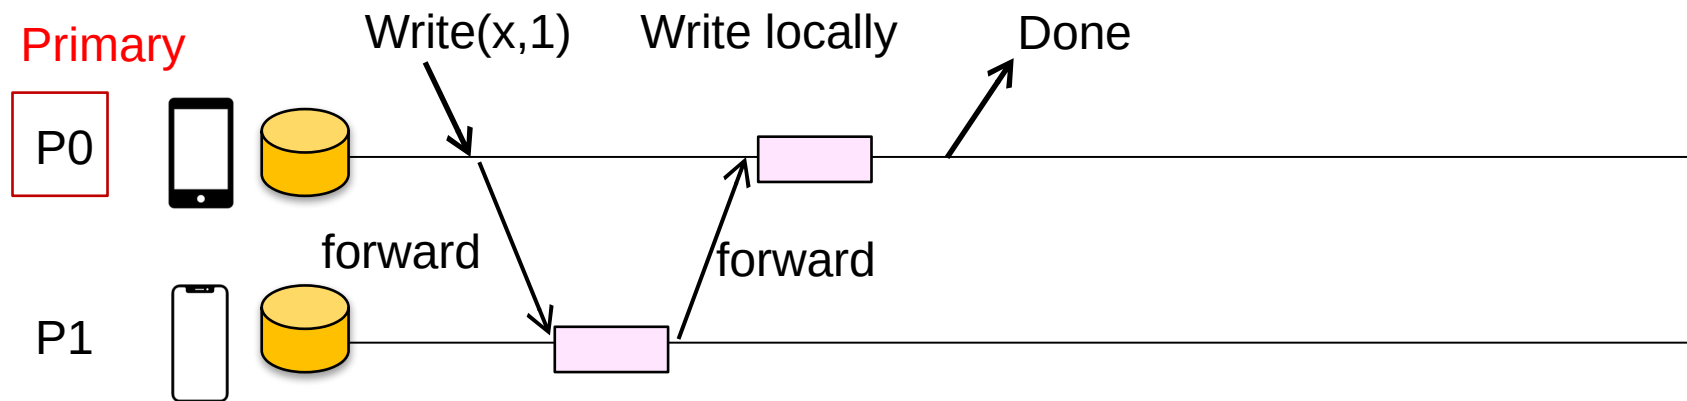 Primary
Write(x,1)
Write locally
Done
P0
forward
forward
P1